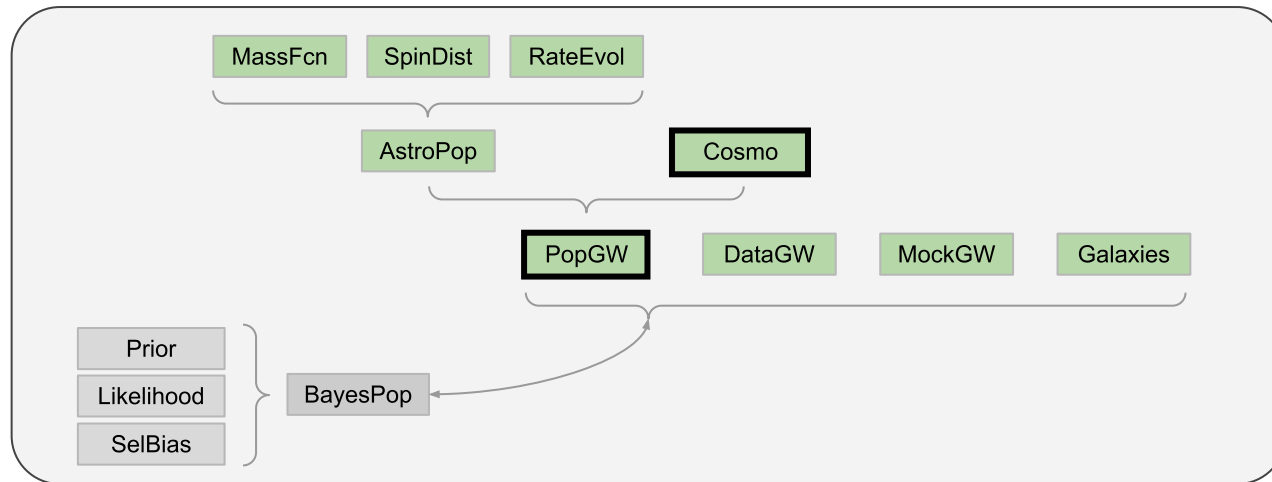 MassFcn SpinDist RateEvol
AstroPop Cosmo
PopGW DataGW MockGW Galaxies
Prior
Likelihood
BayesPop
SelBias